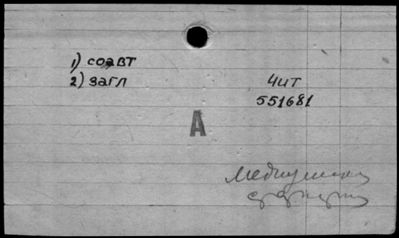 1) соавт
2) загл
Чит
551681
А